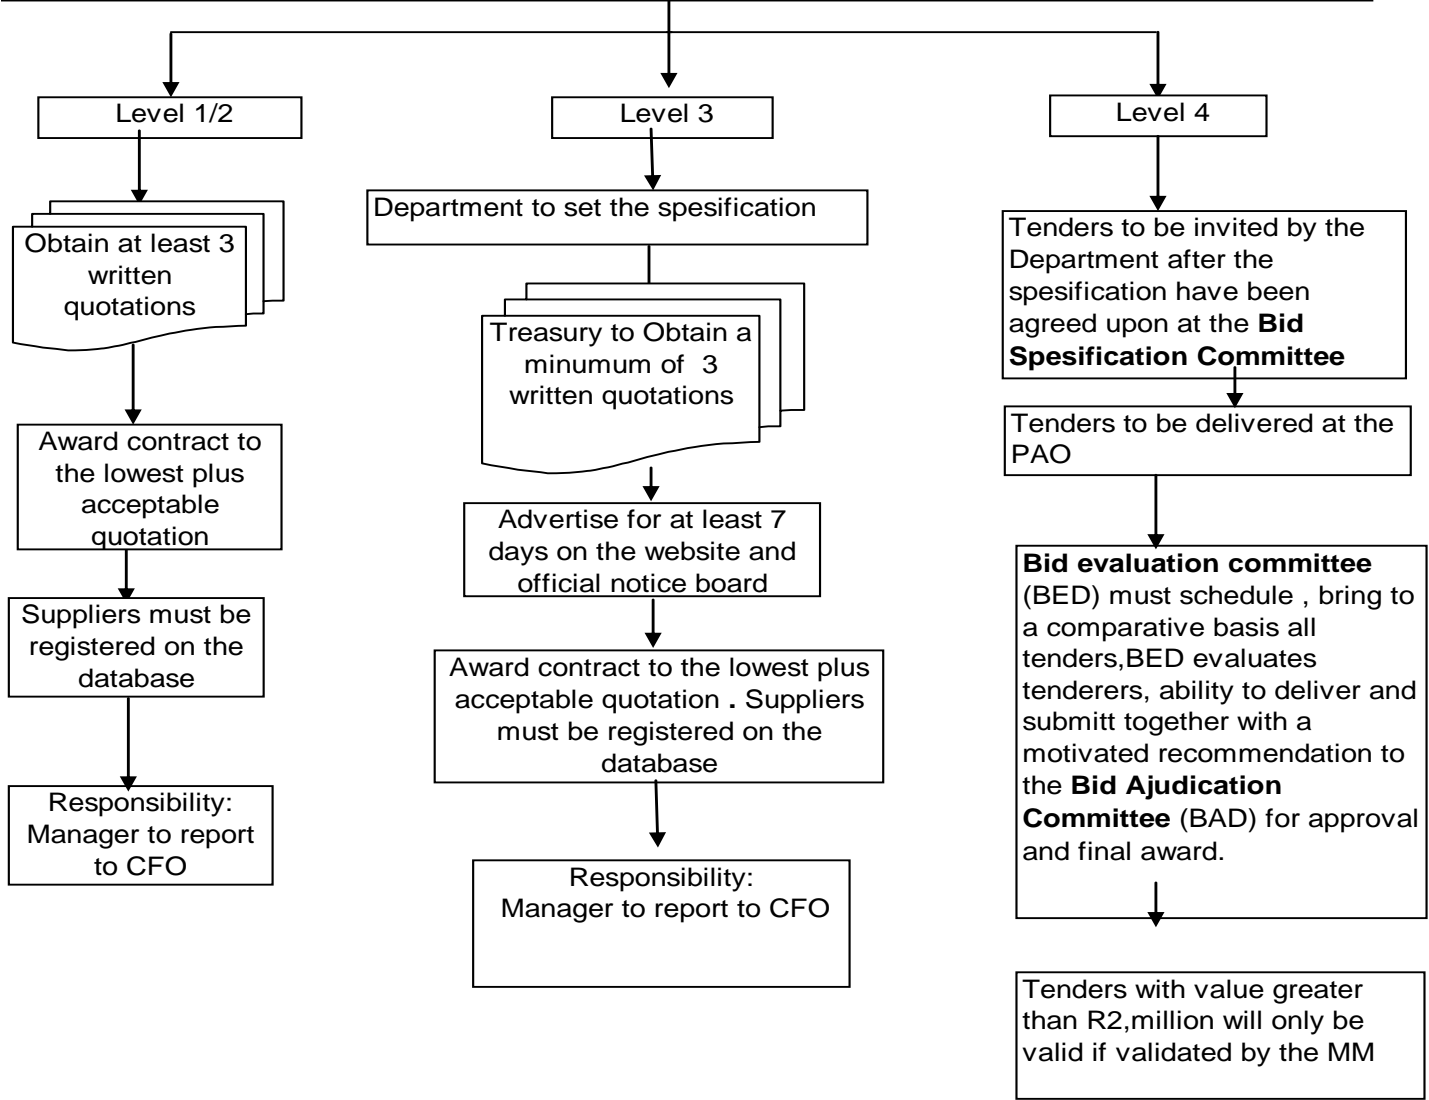 Level 1/2
Obtain at least 3
written
quotations
Award contract to
the lowest plus
acceptable
quotation
Suppliers must be
registered on the
database
Responsibility:
Manager to report
to CFO
Level 3
Department to set the spesification
Treasury to Obtain a
minumum of 3
written quotations
Advertise for at least 7
days on the website and
official notice board
Award contract to the lowest plus
acceptable quotation . Suppliers
must be registered on the
database
Responsibility:
Manager to report to CFO
Level 4
Tenders to be invited by the
Department after the
spesification have been
agreed upon at the Bid
Spesification Committee
Tenders to be delivered at the
PAO
Bid evaluation committee
(BED) must schedule , bring to
a comparative basis all
tenders,BED evaluates
tenderers, ability to deliver and
submitt together with a
motivated recommendation to
the Bid Ajudication
Committee (BAD) for approval
and final award.
Tenders with value greater
than R2,million will only be
valid if validated by the MM